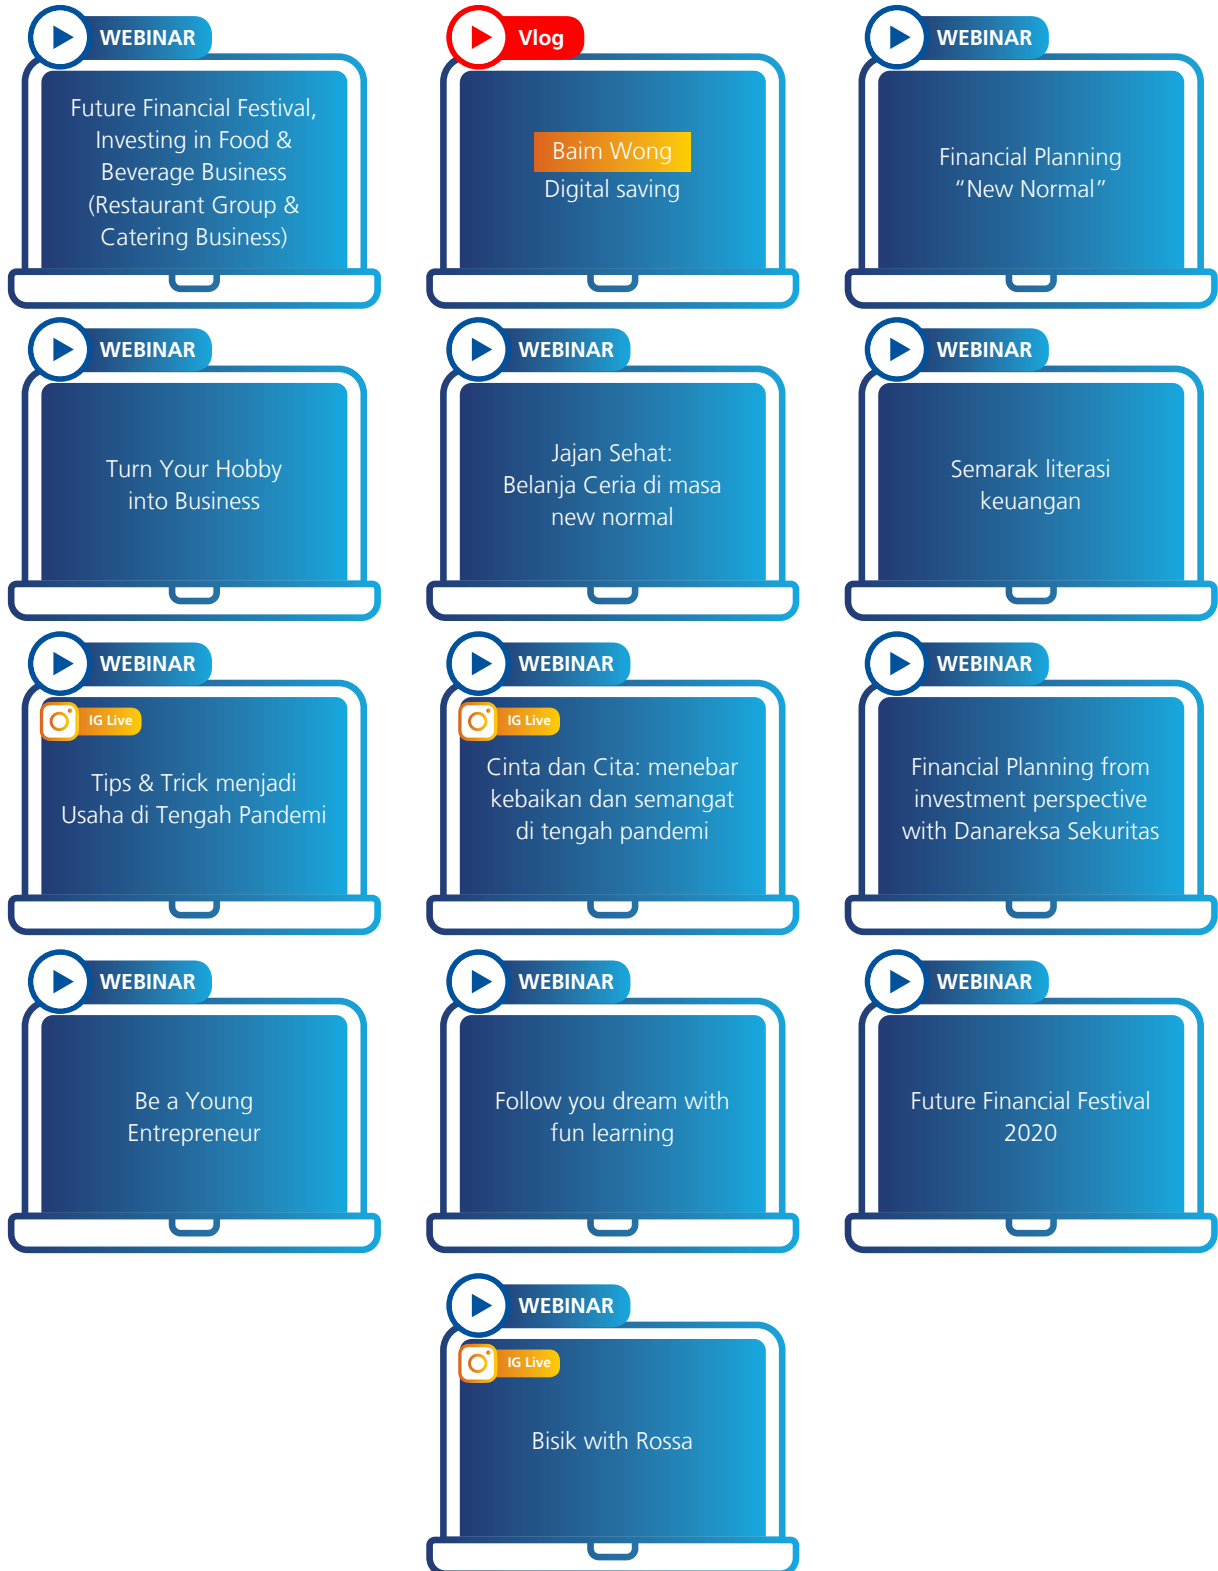 WEBINAR
Future Financial Festival,
Investing in Food &
Beverage Business
(Restaurant Group &
Catering Business)
Vlog
Baim Wong
Digital saving
WEBINAR
Financial Planning
“New Normal”
WEBINAR
Turn Your Hobby
into Business
WEBINAR
Jajan Sehat:
Belanja Ceria di masa
new normal
WEBINAR
Semarak literasi
keuangan
WEBINAR
IG Live
Tips & Trick menjadi
Usaha di Tengah Pandemi
WEBINAR
IG Live
Cinta dan Cita: menebar
kebaikan dan semangat
di tengah pandemi
WEBINAR
Financial Planning from
investment perspective
with Danareksa Sekuritas
WEBINAR
Be a Young
Entrepreneur
WEBINAR
Follow you dream with
fun learning
WEBINAR
Future Financial Festival
2020
WEBINAR
IG Live
Bisik with Rossa